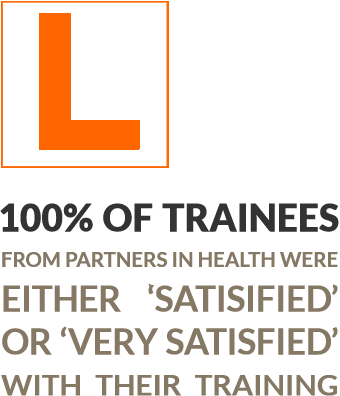 L
100% OF TRAINEES
FROM PARTNERS IN HEALTH WERE
EITHER ‘SATISIFIED’
OR ‘VERY SATISFIED’
WITH THEIR TRAINING